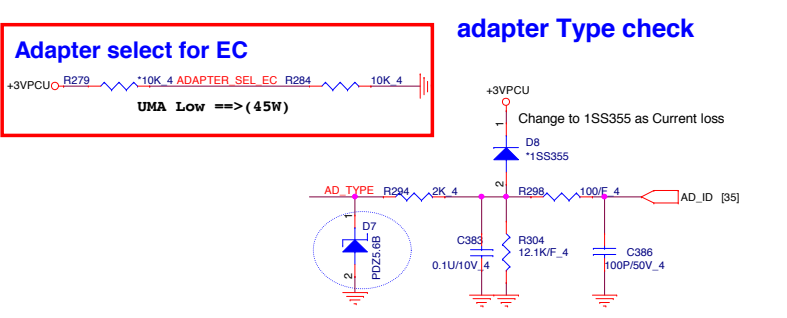 adapter Type check
Adapter select for EC
+3VPCU R279 *10K_4 ADAPTER_SEL_EC R284 10K_4
UMA Low ==>(45W)
+3VPCU
1
Change to 1SS355 as Current loss
D8
*1SS355
2
AD_TYPE R294 2K_4 R298 100/F_4 AD_ID [35]
1
D7
PDZ5.6B
2
C383
0.1U/10V_4
R304
12.1K/F_4
C386
100P/50V_4